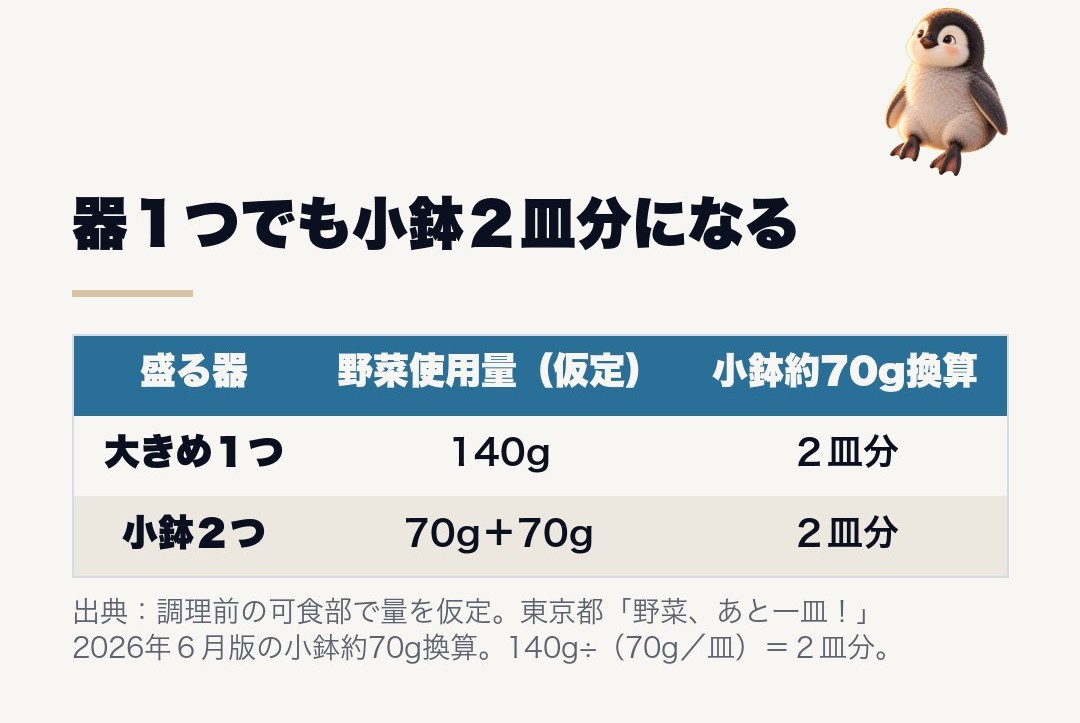 器１つでも小鉢２皿分になる
盛る器 野菜使用量（仮定） 小鉢約70g換算
大きめ１つ 140g ２皿分
小鉢２つ 70g＋70g ２皿分
出典：調理前の可食部で量を仮定。東京都「野菜、あと一皿！」
2026年６月版の小鉢約70g換算。140g÷（70g／皿）＝２皿分。